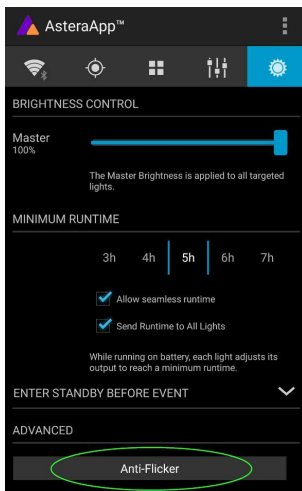 AsteraApp™
BRIGHTNESS CONTROL
Master
100%
The Master Brightness is applied to all targeted
lights.
MINIMUM RUNTIME
3h 4h 5h 6h 7h
Allow seamless runtime
Send Runtime to All Lights
While running on battery, each light adjusts its
output to reach a minimum runtime.
ENTER STANDBY BEFORE EVENT
ADVANCED
Anti-Flicker